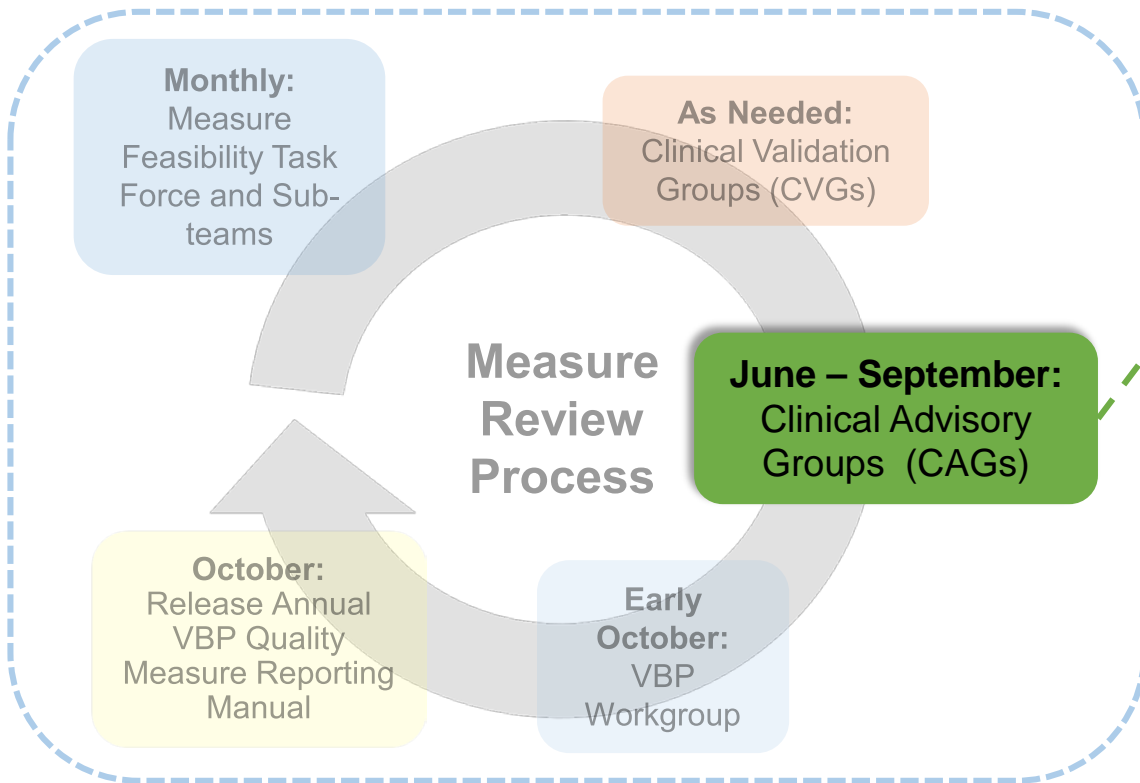 Monthly:
Measure
Feasibility Task
Force and Sub-
teams
As Needed:
Clinical Validation
Groups (CVGs)
Measure
Review
Process
June – September:
Clinical Advisory
Groups (CAGs)
Early
October:
VBP
Workgroup
October:
Release Annual
VBP Quality
Measure Reporting
Manual